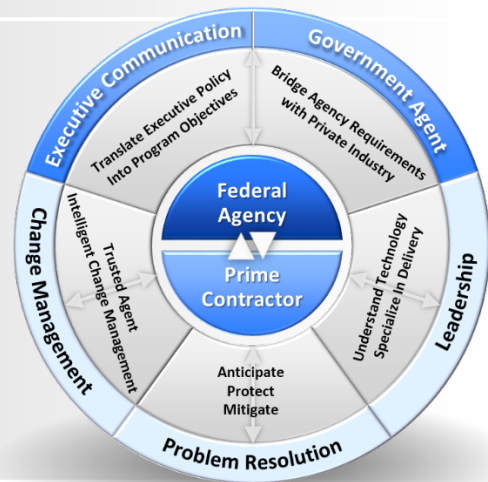 Executive Communication
Government Agent
Translate Executive Policy
Into Program Objectives
Bridge Agency Requirements
with Private Industry
Federal
Agency
Prime
Contractor
Change Management
Trusted Agent
Intelligent Change Management
Understand Technology
Specialize in Delivery
Leadership
Anticipate
Protect
Mitigate
Problem Resolution